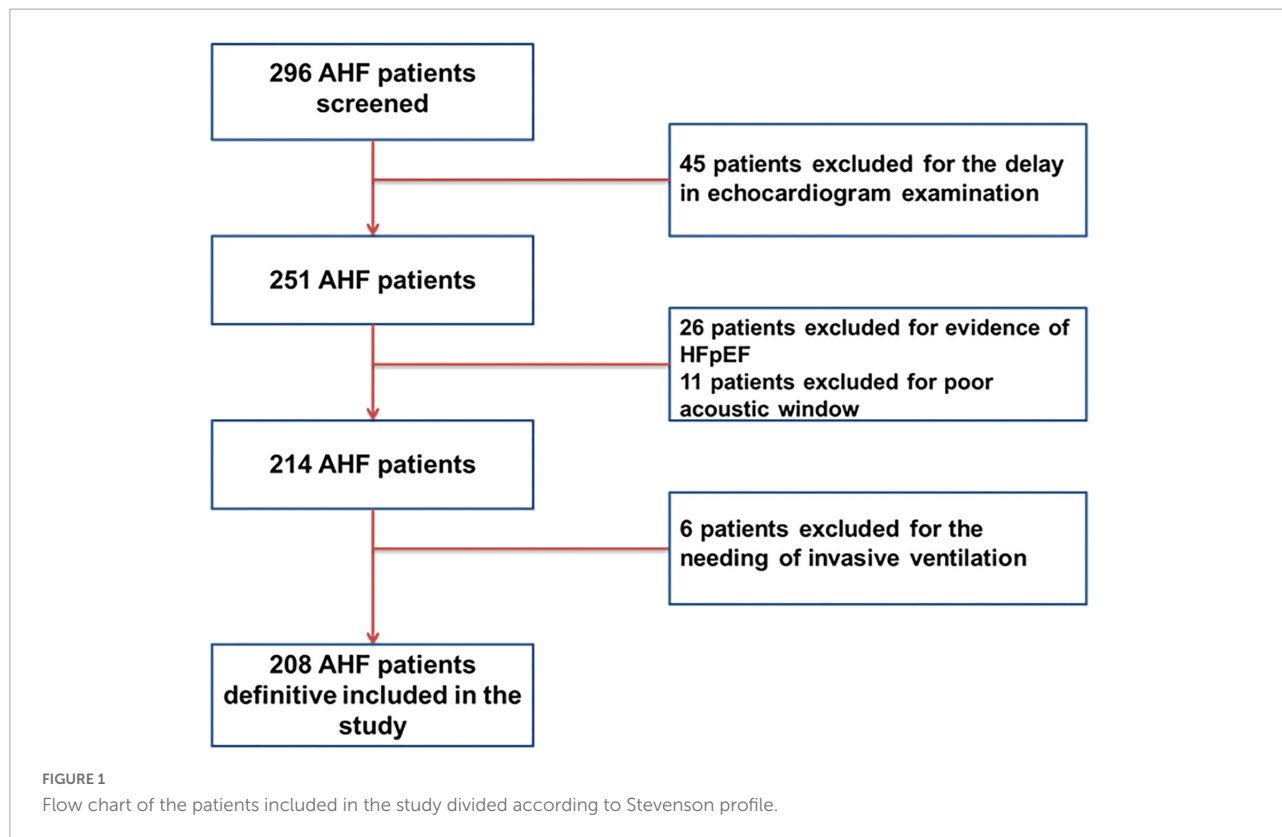 296 AHF patients
screened
45 patients excluded for the delay
in echocardiogram examination
251 AHF patients
26 patients excluded for evidence of
HFpEF
11 patients excluded for poor
acoustic window
214 AHF patients
6 patients excluded for the
needing of invasive ventilation
208 AHF patients
definitive included in the
study
FIGURE 1
Flow chart of the patients included in the study divided according to Stevenson profile.